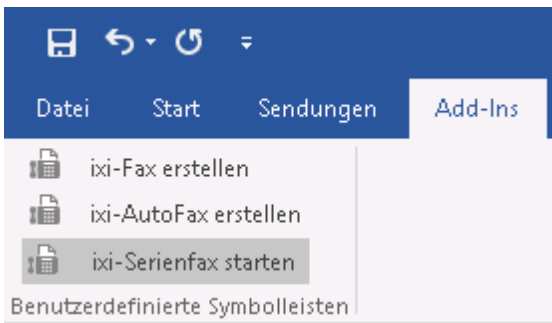 Datei Start Sendungen Add-Ins
ixi-Fax erstellen
ixi-AutoFax erstellen
ixi-Serienfax starten
Benutzerdefinierte Symbolleisten